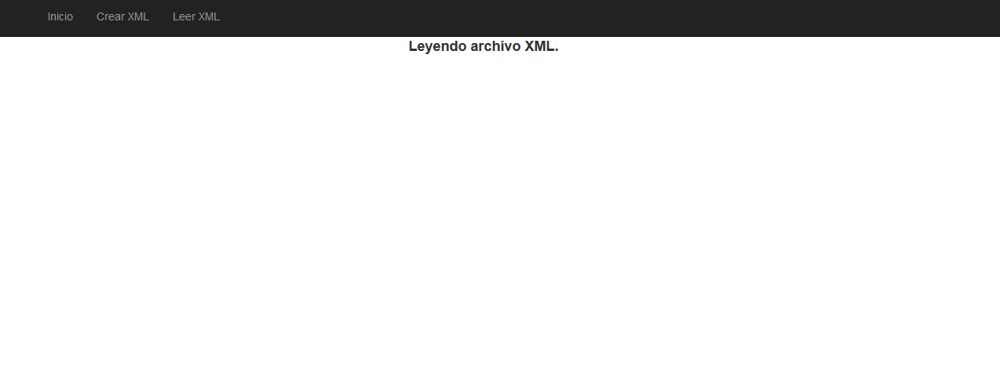 Inicio Crear XML Leer XML
Leyendo archivo XML.